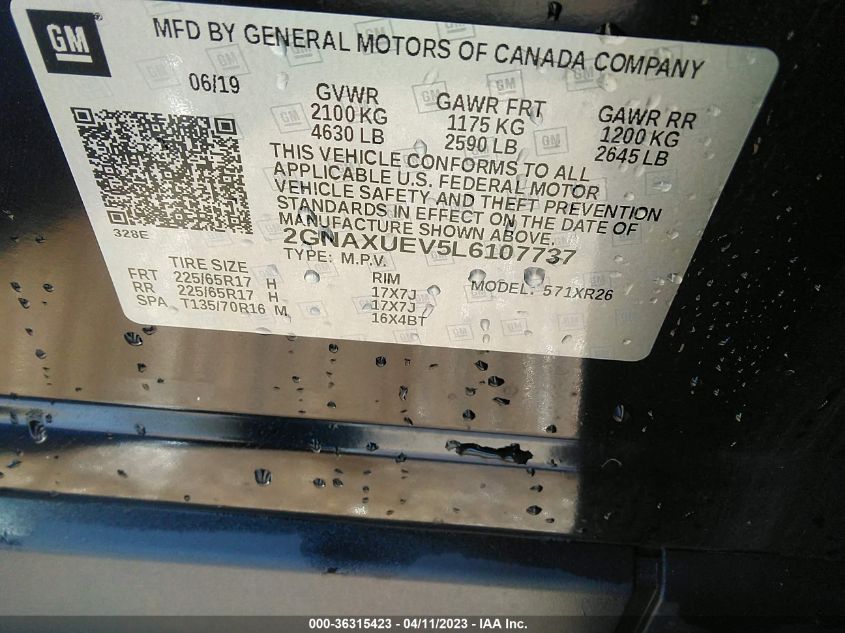 GM
MFD BY GENERAL MOTORS OF CANADA COMPANY
06/19
GVWR
2100 KG
4630 LB
GAWR FRT
1175 KG
2590 LB
GAWR RR
1200 KG
2645 LB
THIS VEHICLE CONFORMS TO ALL
APPLICABLE U.S. FEDERAL MOTOR
VEHICLE SAFETY AND THEFT PREVENTION
STANDARDS IN EFFECT ON THE DATE OF
MANUFACTURE SHOWN ABOVE.
328E
2GNAXUEV5L6107737
TYPE: M.P.V.
MODEL: 571XR26
TIRE SIZE RIM
FRT 225/65R17 H 17X7J
RR 225/65R17 H 17X7J
SPA T135/70R16 M 16X4BT
000-36315423 - 04/11/2023 - IAA Inc.